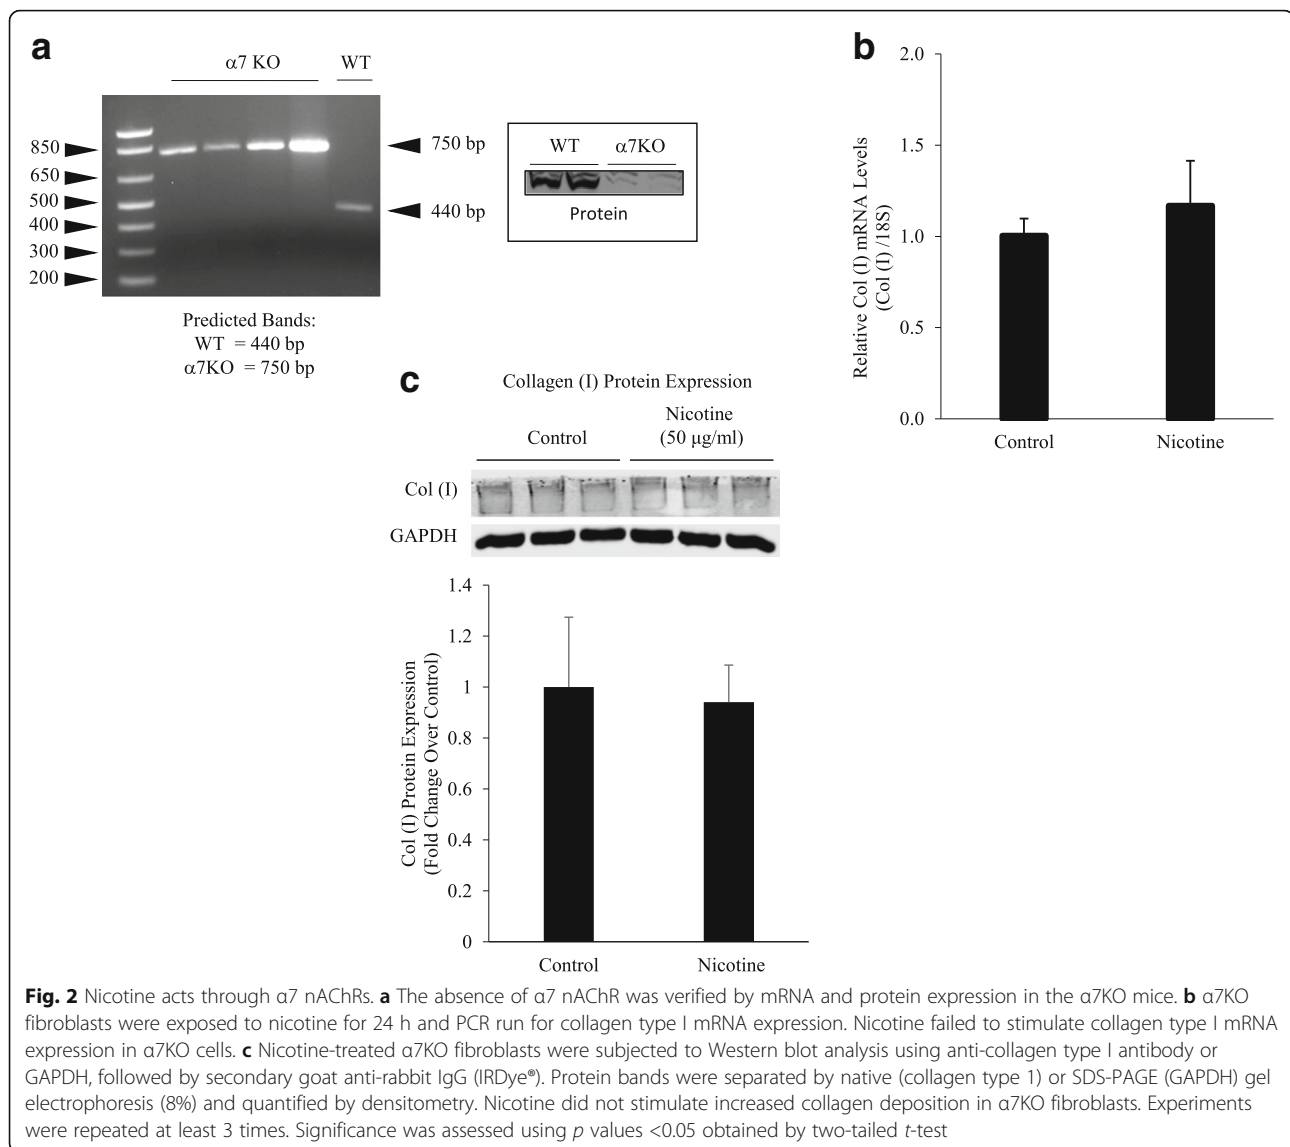 a
α7 KO
WT
850
650
500
400
300
200
750 bp
440 bp
Predicted Bands:
WT = 440 bp
α7KO = 750 bp
WT
α7KO
Protein
b
Relative Col (I) mRNA Levels
(Col (I) /18S)
2.0
1.5
1.0
0.5
0.0
Control
Nicotine
c
Collagen (I) Protein Expression
Control
Nicotine
(50 μg/ml)
Col (I)
GAPDH
Col (I) Protein Expression
(Fold Change Over Control)
1.4
1.2
1
0.8
0.6
0.4
0.2
0
Control
Nicotine
Fig. 2 Nicotine acts through α7 nAChRs. a The absence of α7 nAChR was verified by mRNA and protein expression in the α7KO mice. b α7KO
fibroblasts were exposed to nicotine for 24 h and PCR run for collagen type I mRNA expression. Nicotine failed to stimulate collagen type I mRNA
expression in α7KO cells. c Nicotine-treated α7KO fibroblasts were subjected to Western blot analysis using anti-collagen type I antibody or
GAPDH, followed by secondary goat anti-rabbit IgG (IRDye®). Protein bands were separated by native (collagen type 1) or SDS-PAGE (GAPDH) gel
electrophoresis (8%) and quantified by densitometry. Nicotine did not stimulate increased collagen deposition in α7KO fibroblasts. Experiments
were repeated at least 3 times. Significance was assessed using p values <0.05 obtained by two-tailed t-test